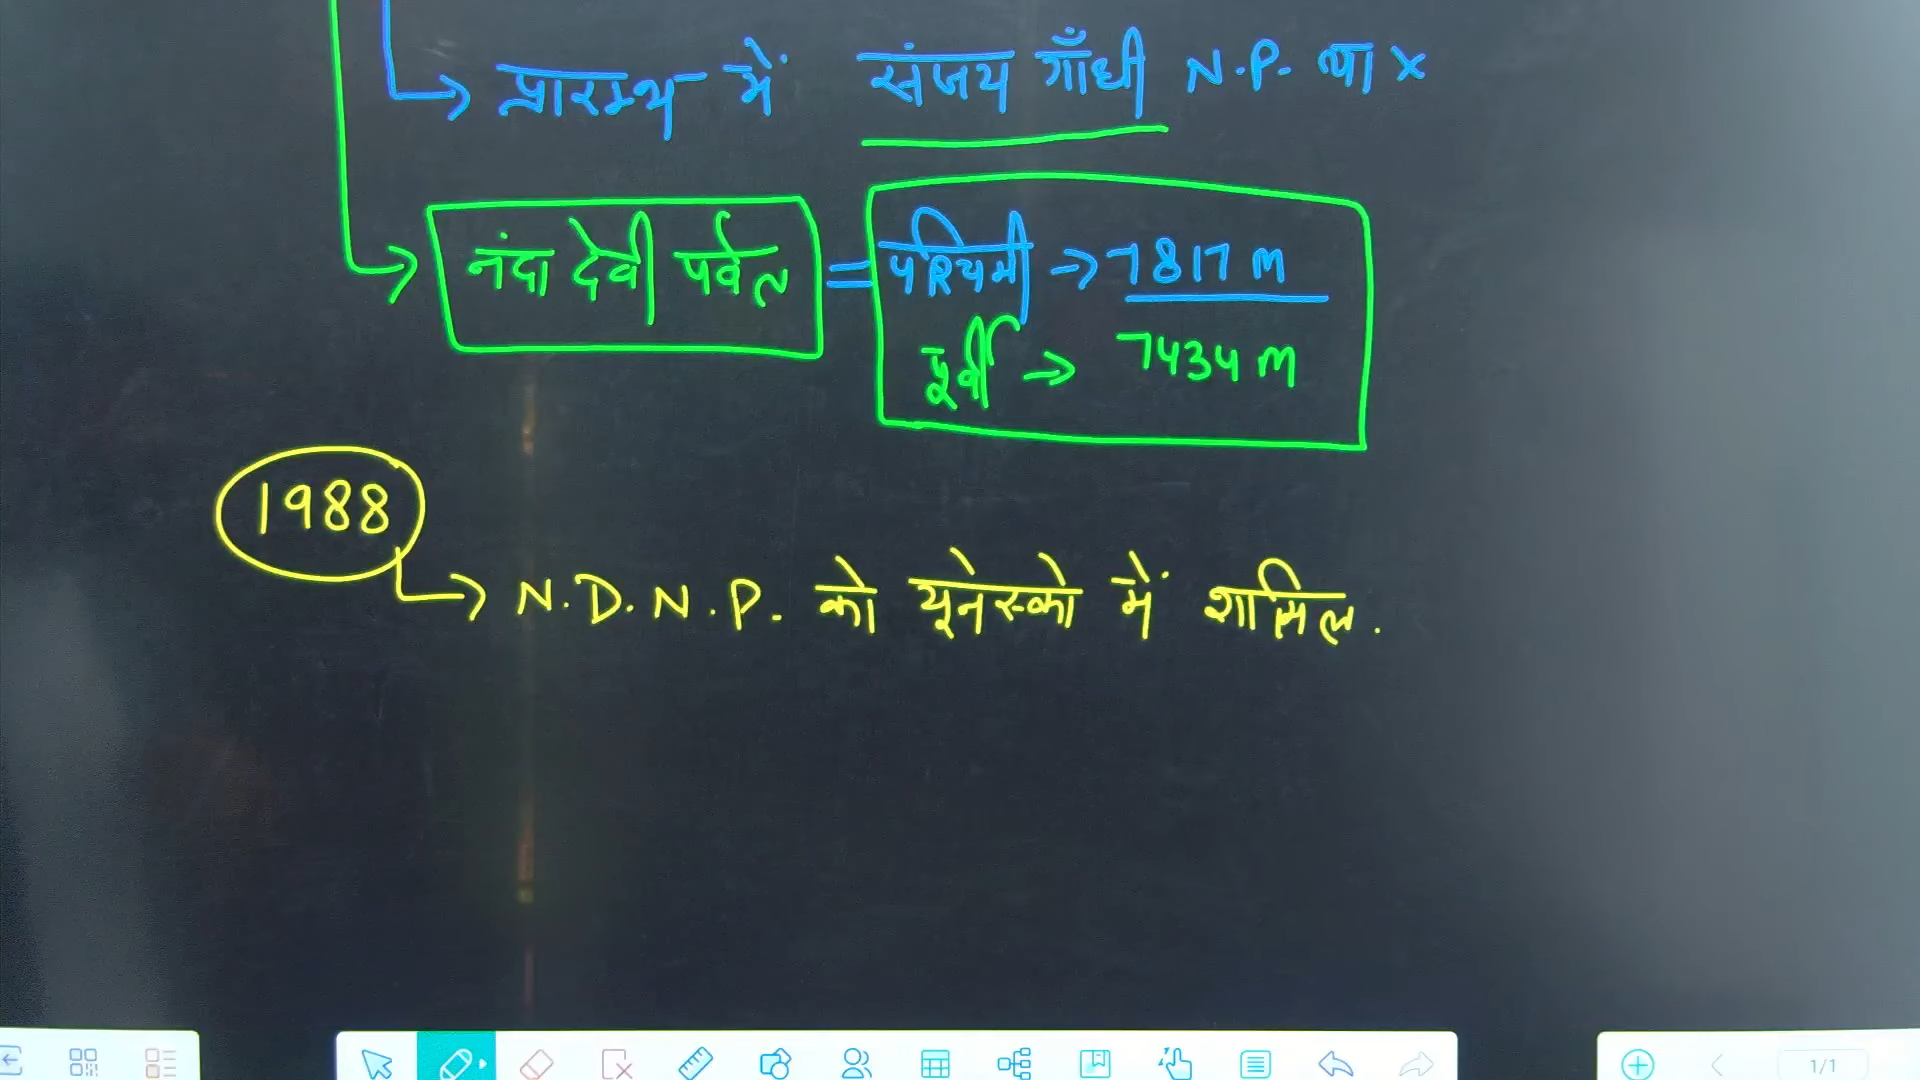 प्रारम्भ में संजय गाँधी N.P. था ×
नंदा देवी पर्वत = पश्चिमी → 7817 m
पूर्वी → 7434 m
1988
N.D.N.P. को यूनेस्को में शामिल.
1/1